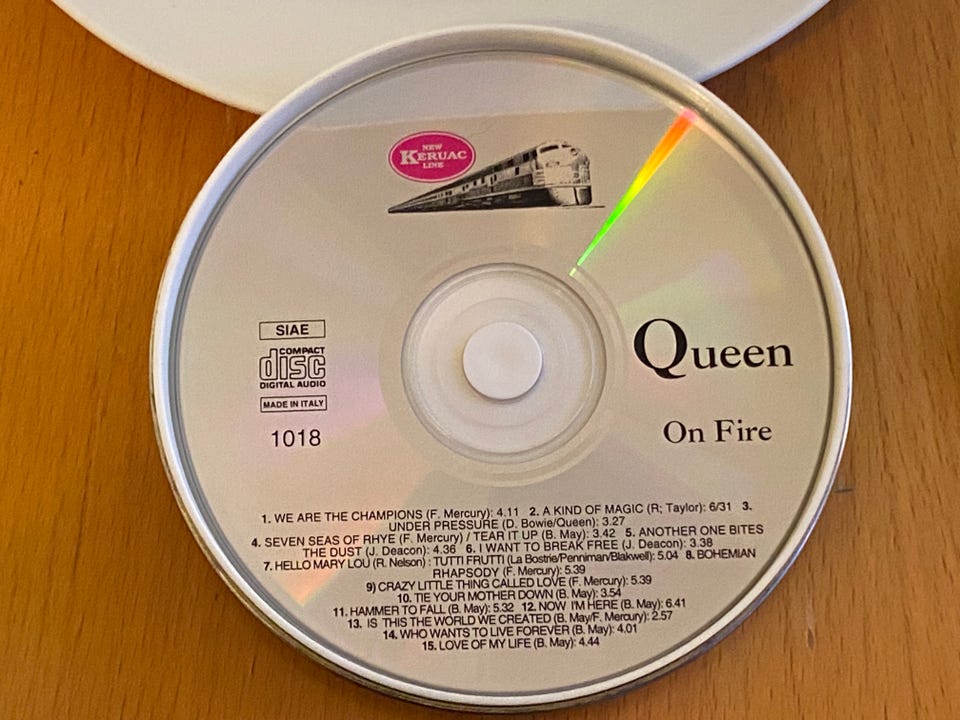 NEW
KERUAC
LINE
SIAE
COMPACT
disc
DIGITAL AUDIO
MADE IN ITALY
1018
Queen
On Fire
1. WE ARE THE CHAMPIONS (F. Mercury): 4.11 2. A KIND OF MAGIC (R; Taylor): 6/31 3.
UNDER PRESSURE (D. Bowie/Queen): 3.27
4. SEVEN SEAS OF RHYE (F. Mercury) / TEAR IT UP (B. May): 3.42 5. ANOTHER ONE BITES
THE DUST (J. Deacon): 4.36 6. I WANT TO BREAK FREE (J. Deacon): 3.38
7. HELLO MARY LOU (R. Nelson) : TUTTI FRUTTI (La Bostrie/Penniman/Blakwell): 5.04 8. BOHEMIAN
RHAPSODY (F. Mercury): 5.39
9) CRAZY LITTLE THING CALLED LOVE (F. Mercury): 5.39
10. TIE YOUR MOTHER DOWN (B. May): 3.54
11. HAMMER TO FALL (B. May): 5.32 12. NOW I'M HERE (B. May): 6.41
13. IS THIS THE WORLD WE CREATED (B. May/F. Mercury): 2.57
14. WHO WANTS TO LIVE FOREVER (B. May): 4.01
15. LOVE OF MY LIFE (B. May): 4.44